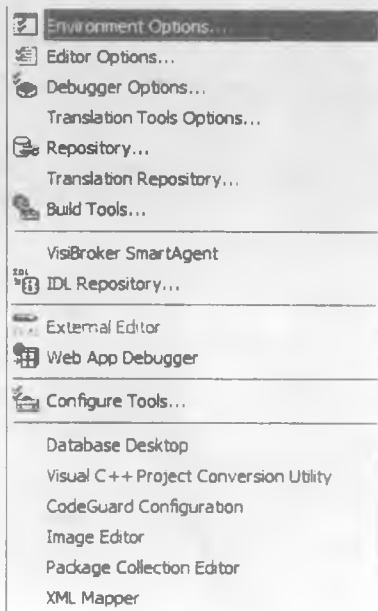 Environment Options...
Editor Options...
Debugger Options...
Translation Tools Options...
Repository...
Translation Repository...
Build Tools...
VisiBroker SmartAgent
IDL Repository...
External Editor
Web App Debugger
Configure Tools...
Database Desktop
Visual C++ Project Conversion Utility
CodeGuard Configuration
Image Editor
Package Collection Editor
XML Mapper